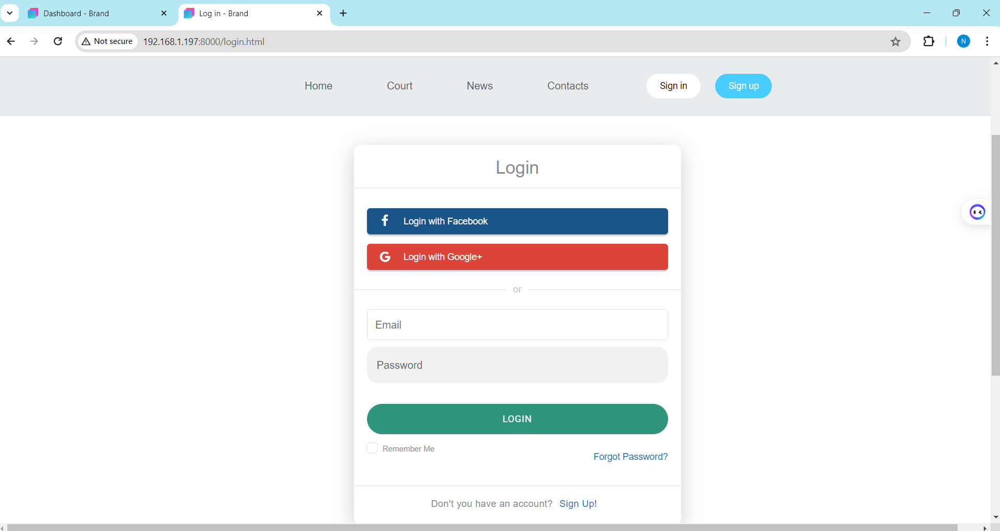 Dashboard - Brand
Log in - Brand
Not secure
192.168.1.197:8000/login.html
N
Home
Court
News
Contacts
Sign in
Sign up
Login
Login with Facebook
Login with Google+
or
Email
Password
LOGIN
Remember Me
Forgot Password?
Don't you have an account? Sign Up!